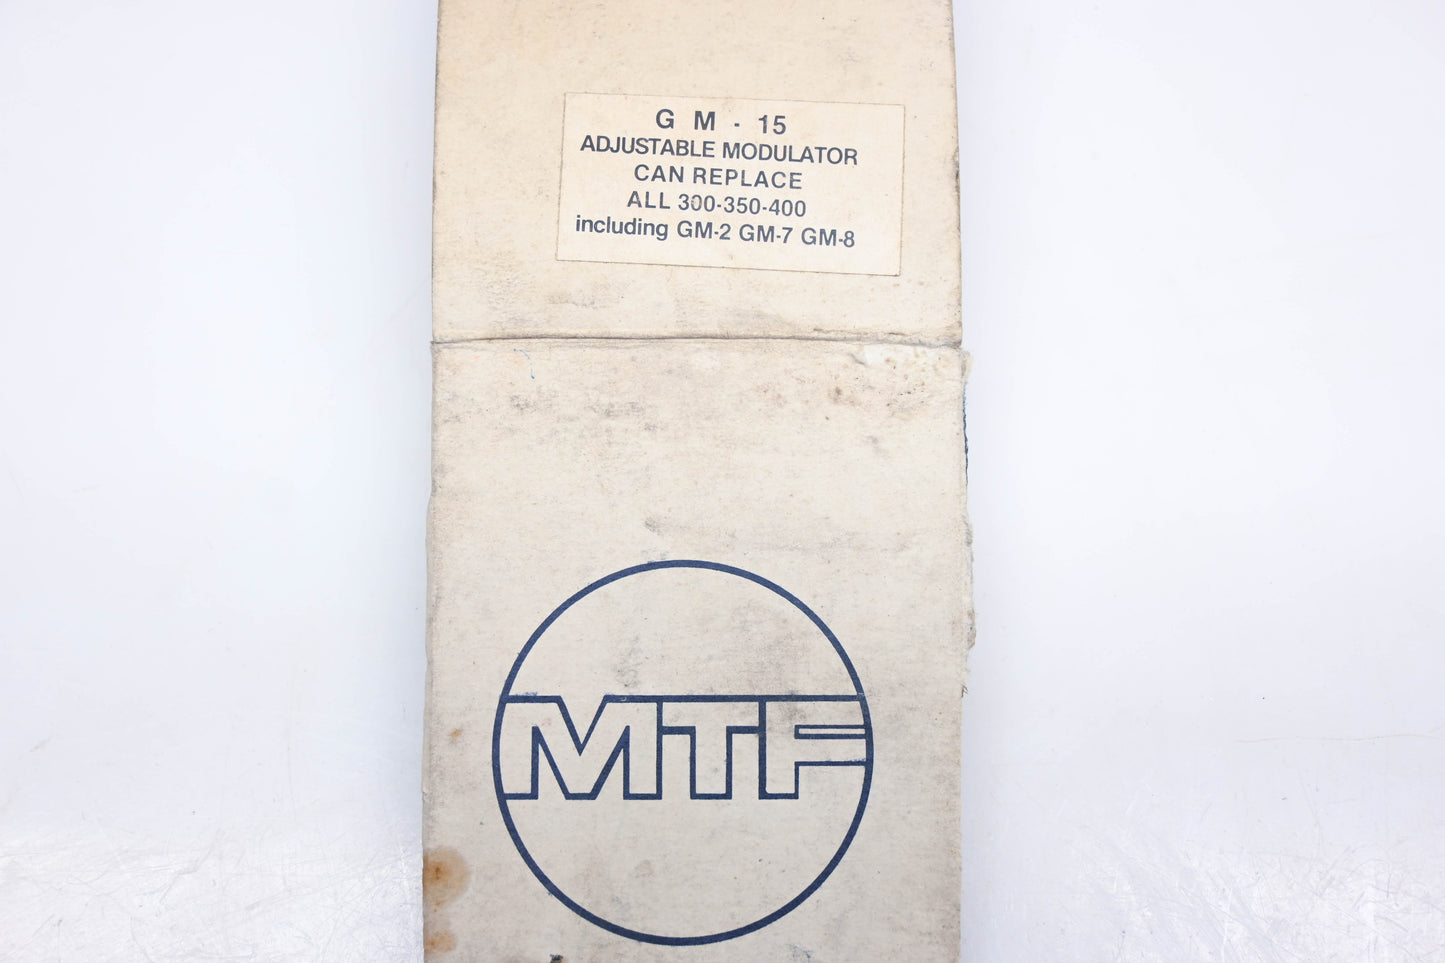 G M - 15
ADJUSTABLE MODULATOR
CAN REPLACE
ALL 300-350-400
including GM-2 GM-7 GM-8
MTF